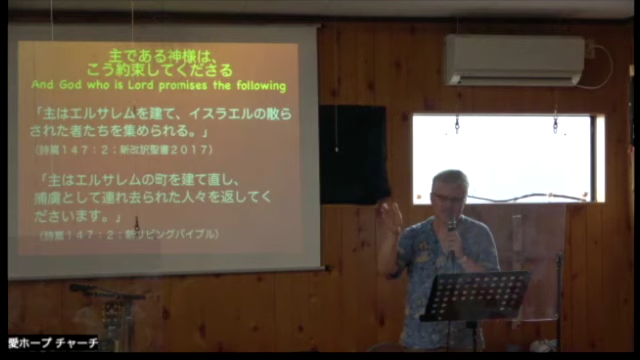 主である神様は、
こう約束してくださる
And God who is Lord promises the following
「主はエルサレムを建て、イスラエルの散ら
された者たちを集められる。」
（詩篇１４７：２；新改訳聖書２０１７）
「主はエルサレムの町を建て直し、
捕虜として連れ去られた人々を返してく
ださいます。」
（詩篇１４７：２；新リビングバイブル）
愛ホープ チャーチ